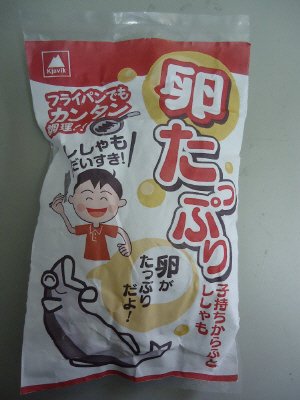 Kjavik
フライパンでも
カンタン
調理!!
ししゃも
だいすき!
卵たっぷり
子持ちからふと
ししゃも
卵が
たっぷり
だよ!